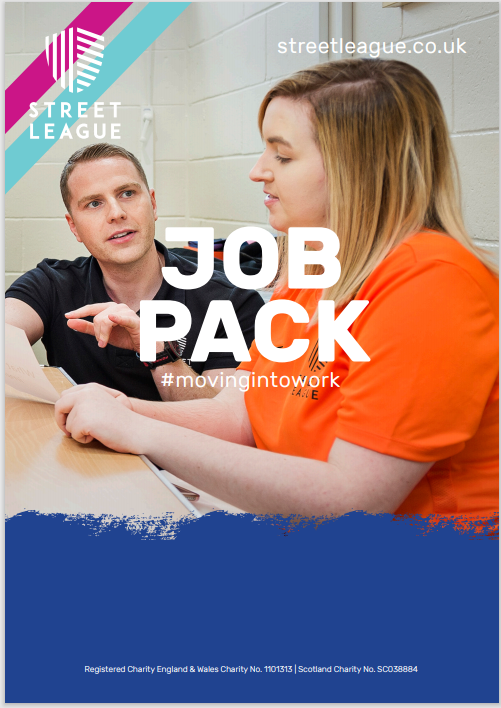 streetleague.co.uk
STREET
LEAGUE
JOB
PACK
#movingintowork
Registered Charity England & Wales Charity No. 1101313 | Scotland Charity No. SC038884